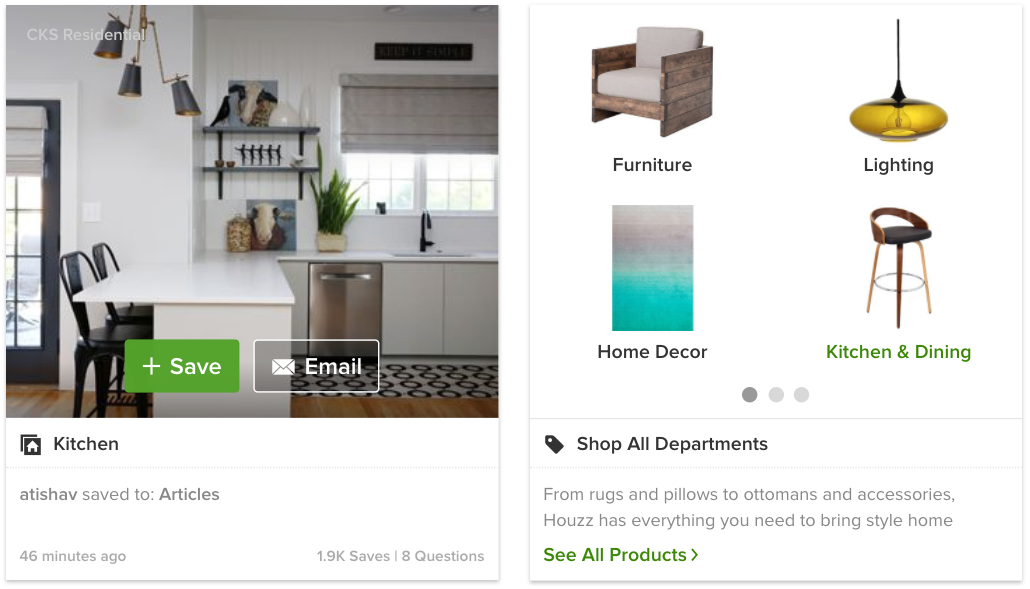 CKS Residential
KEEP IT SIMPLE
+ Save
Email
Kitchen
atishav saved to: Articles
46 minutes ago
1.9K Saves | 8 Questions
Furniture
Lighting
Home Decor
Kitchen & Dining
Shop All Departments
From rugs and pillows to ottomans and accessories,
Houzz has everything you need to bring style home
See All Products >